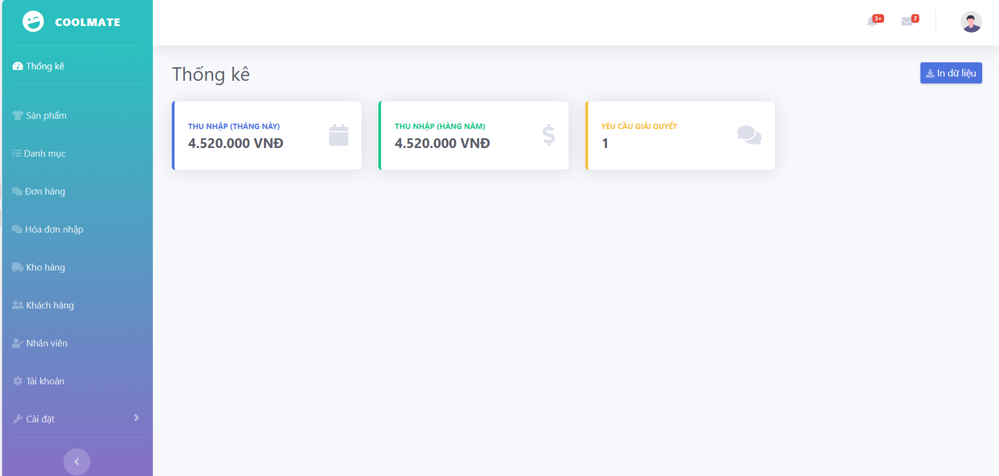 COOLMATE
3+
7
Thống kê
Thống kê
In dữ liệu
THU NHẬP (THÁNG NÀY)
4.520.000 VNĐ
THU NHẬP (HÀNG NĂM)
4.520.000 VNĐ
YÊU CẦU GIẢI QUYẾT
1
Sản phẩm
Danh mục
Đơn hàng
Hóa đơn nhập
Kho hàng
Khách hàng
Nhân viên
Tài khoản
Cài đặt